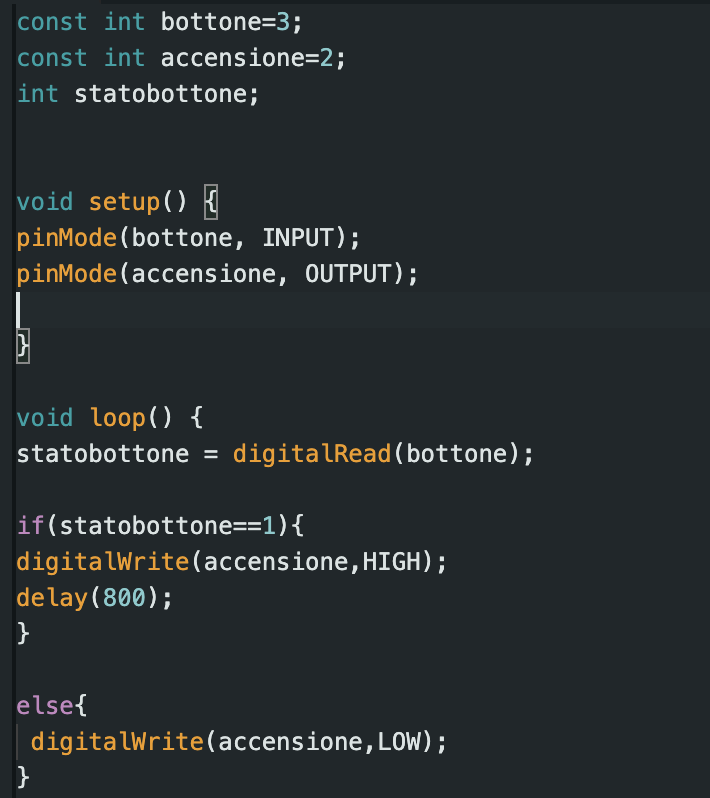 const int bottone=3;
const int accensione=2;
int statobottone;
void setup() {
pinMode(bottone, INPUT);
pinMode(accensione, OUTPUT);
}
void loop() {
statobottone = digitalRead(bottone);
if(statobottone==1){
digitalWrite(accensione,HIGH);
delay(800);
}
else{
digitalWrite(accensione,LOW);
}